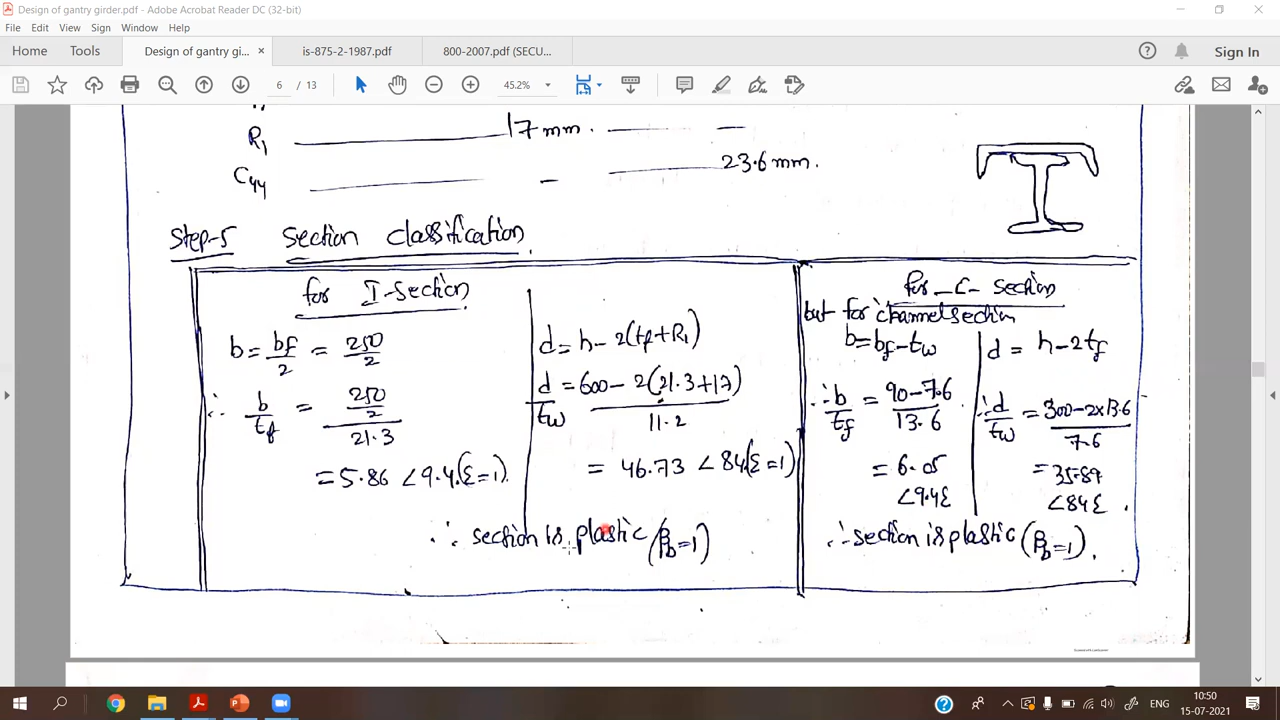 Design of gantry girder.pdf - Adobe Acrobat Reader DC (32-bit)
File Edit View Sign Window Help
Home Tools Design of gantry gi... × is-875-2-1987.pdf 800-2007.pdf (SECU... Sign In
6 / 13 45.2%
R1 17 mm. —
Cyy — 23.6 mm.
Step-5 Section classification.
for I-section
b = bf/2 = 250/2
∴ b/tf = (250/2)/21.3
= 5.86 < 9.4.(ε=1).
d = h - 2(tf+R1)
d/tw = 600 - 2(21.3+17)/11.2
= 46.73 < 84(ε=1)
∴ section is plastic (βb=1)
for -C- section
but for channel section
b = bf - tw
∴ b/tf = 90-7.6/13.6
= 6.05
< 9.4ε
d = h - 2tf
∴ d/tw = 300-2x13.6/7.6
= 35.89
< 84ε.
∴ section is plastic (βb=1).
ENG
10:50
15-07-2021